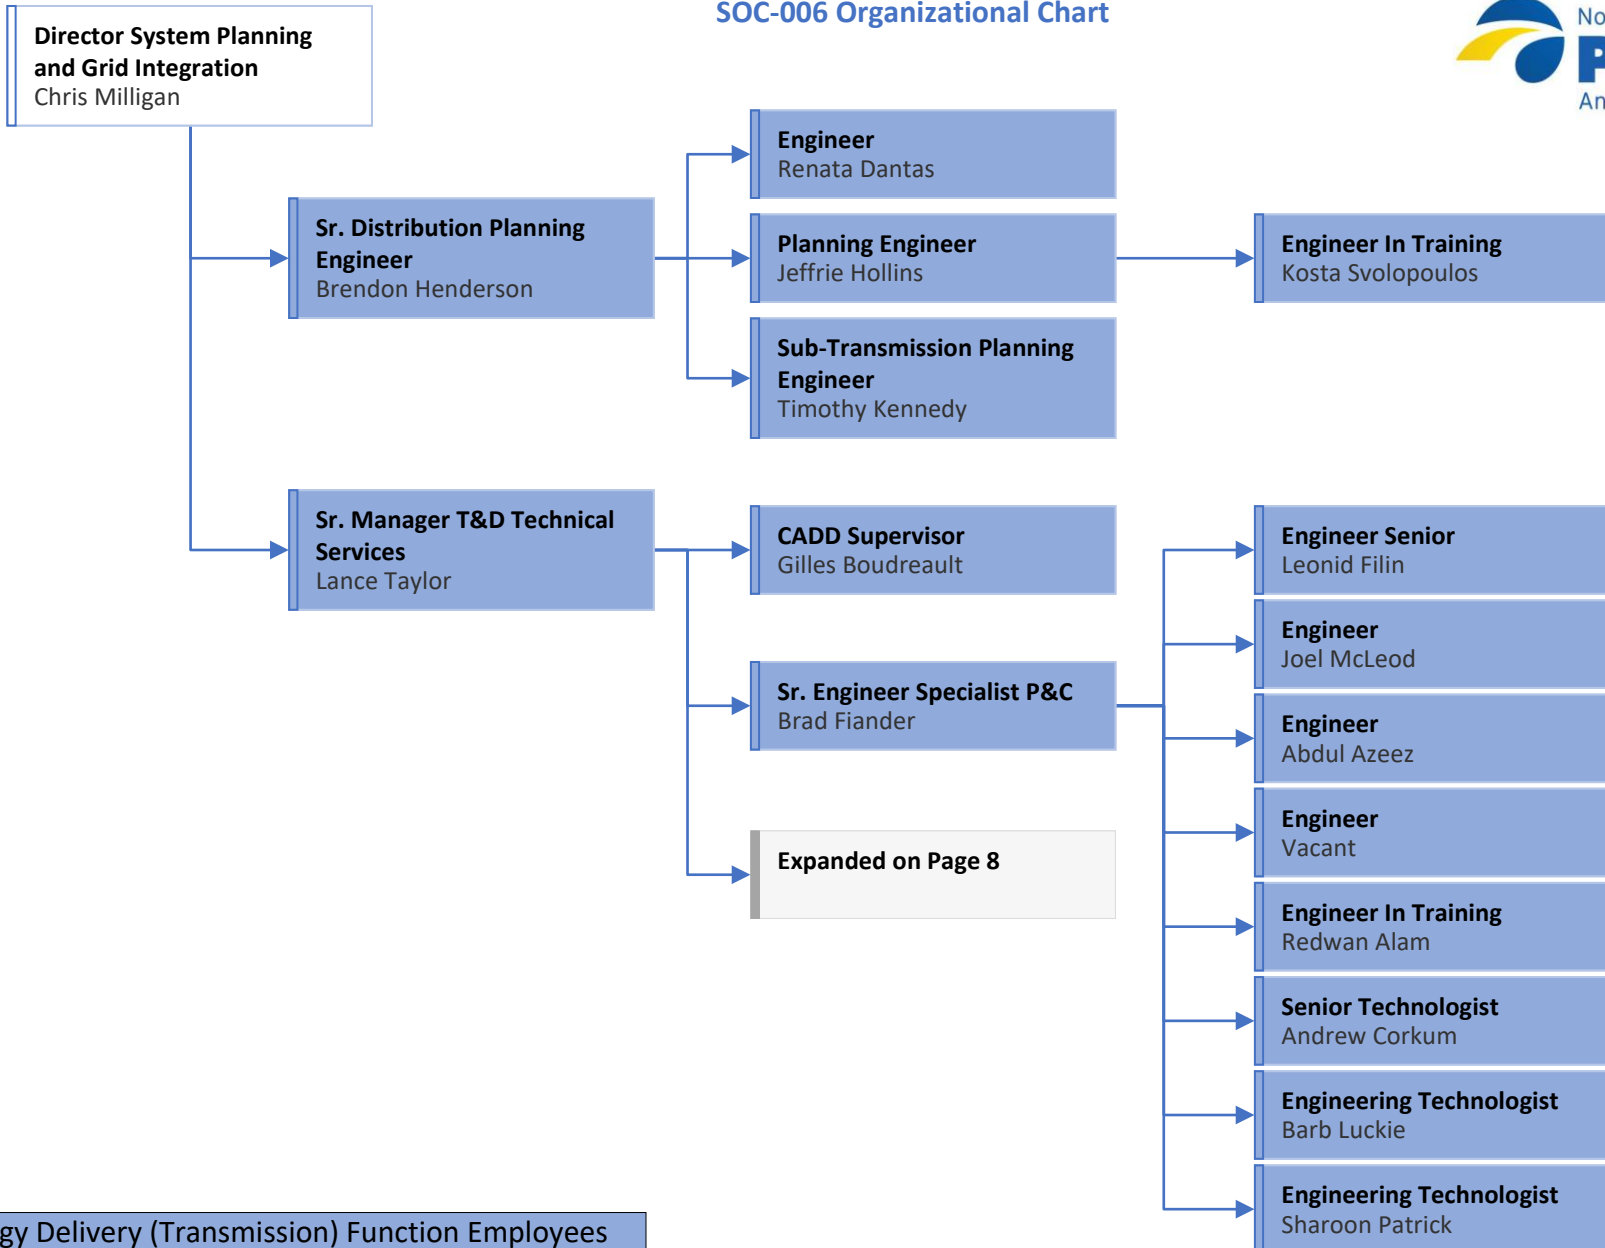 SOC-006 Organizational Chart
Director System Planning
and Grid Integration
Chris Milligan
Engineer
Renata Dantas
Sr. Distribution Planning
Engineer
Brendon Henderson
Planning Engineer
Jeffrie Hollins
Engineer In Training
Kosta Svolopoulos
Sub-Transmission Planning
Engineer
Timothy Kennedy
Sr. Manager T&D Technical
Services
Lance Taylor
CADD Supervisor
Gilles Boudreault
Sr. Engineer Specialist P&C
Brad Fiander
Expanded on Page 8
Engineer Senior
Leonid Filin
Engineer
Joel McLeod
Engineer
Abdul Azeez
Engineer
Vacant
Engineer In Training
Redwan Alam
Senior Technologist
Andrew Corkum
Engineering Technologist
Barb Luckie
Engineering Technologist
Sharoon Patrick
Delivery (Transmission) Function Employees